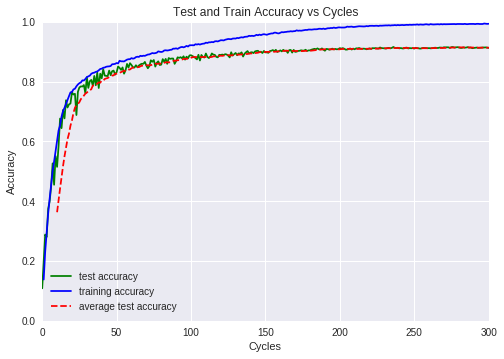 Test and Train Accuracy vs Cycles
1.0
0.8
0.6
0.4
0.2
0.0
Accuracy
test accuracy
training accuracy
average test accuracy
0 50 100 150 200 250 300
Cycles